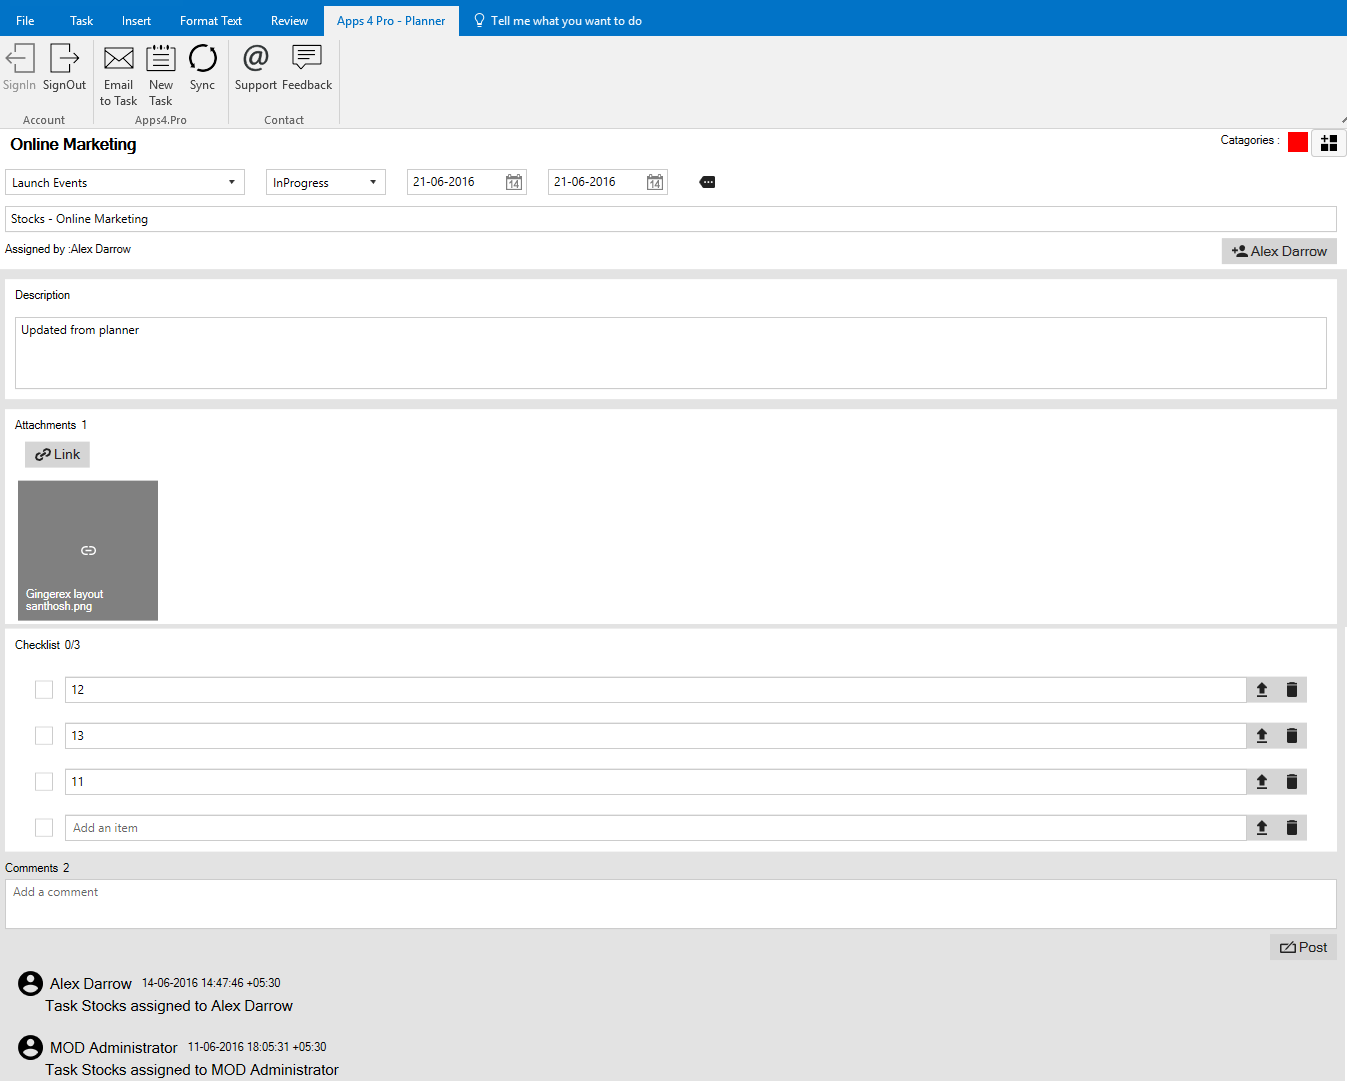 File Task Insert Format Text Review Apps 4 Pro - Planner Tell me what you want to do
SignIn SignOut Email to Task New Task Sync Support Feedback
Account Apps4.Pro Contact
Online Marketing
Catagories :
Launch Events InProgress 21-06-2016 14 21-06-2016 14
Stocks - Online Marketing
Assigned by :Alex Darrow
Alex Darrow
Description
Updated from planner
Attachments 1
Link
Gingerex layout
santhosh.png
Checklist 0/3
12
13
11
Add an item
Comments 2
Add a comment
Post
Alex Darrow 14-06-2016 14:47:46 +05:30
Task Stocks assigned to Alex Darrow
MOD Administrator 11-06-2016 18:05:31 +05:30
Task Stocks assigned to MOD Administrator